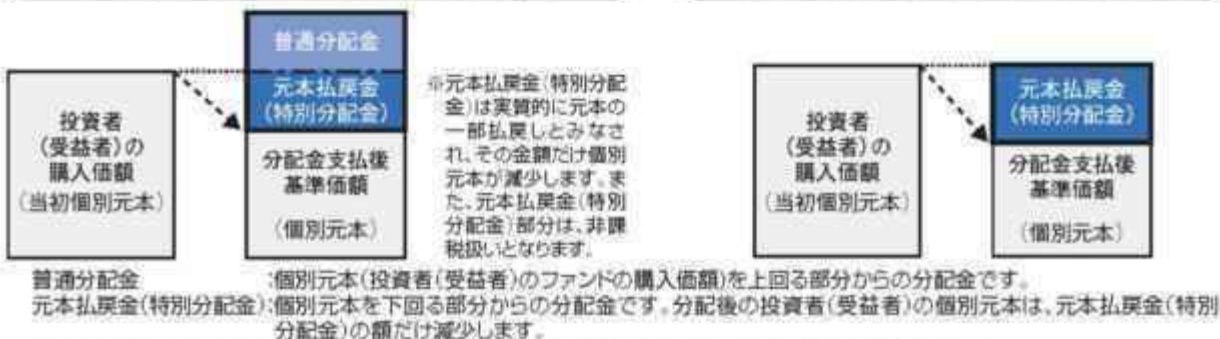 普通分配金
元本払戻金
(特別分配金)
投資者
(受益者)の
購入価額
(当初個別元本)
分配金支払後
基準価額
(個別元本)
※元本払戻金(特別分配
金)は実質的に元本の
一部払戻しとみなさ
れ、その金額だけ個別
元本が減少します。ま
た、元本払戻金(特別
分配金)部分は、非課
税扱いとなります。
投資者
(受益者)の
購入価額
(当初個別元本)
元本払戻金
(特別分配金)
分配金支払後
基準価額
(個別元本)
普通分配金 :個別元本(投資者(受益者)のファンドの購入価額)を上回る部分からの分配金です。
元本払戻金(特別分配金):個別元本を下回る部分からの分配金です。分配後の投資者(受益者)の個別元本は、元本払戻金(特別
分配金)の額だけ減少します。